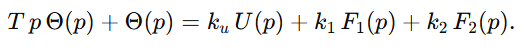 T p Θ(p) + Θ(p) = k_u U(p) + k_1 F_1(p) + k_2 F_2(p).